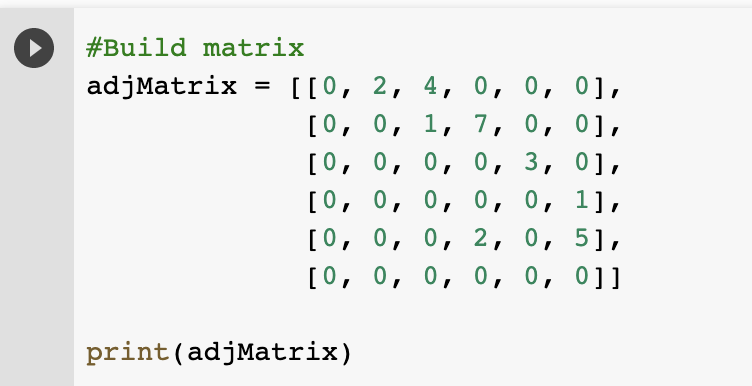 #Build matrix
adjMatrix = [[0, 2, 4, 0, 0, 0],
             [0, 0, 1, 7, 0, 0],
             [0, 0, 0, 0, 3, 0],
             [0, 0, 0, 0, 0, 1],
             [0, 0, 0, 2, 0, 5],
             [0, 0, 0, 0, 0, 0]]
print(adjMatrix)